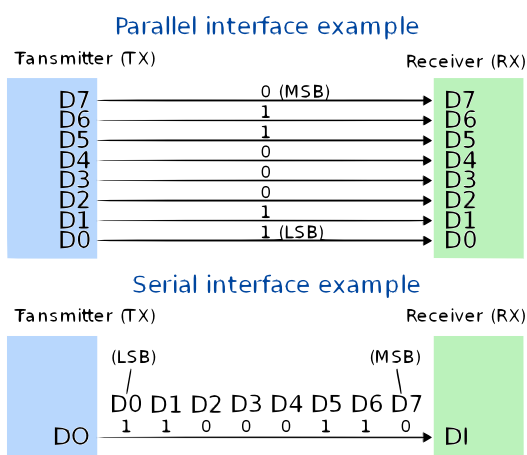 Parallel interface example
Transmitter (TX) Receiver (RX)
D7 0 (MSB) D7
D6 1 D6
D5 1 D5
D4 0 D4
D3 0 D3
D2 0 D2
D1 1 D1
D0 1 (LSB) D0
Serial interface example
Transmitter (TX) Receiver (RX)
(LSB) (MSB)
D0 D1 D2 D3 D4 D5 D6 D7
DO 1 1 0 0 0 1 1 0 DI